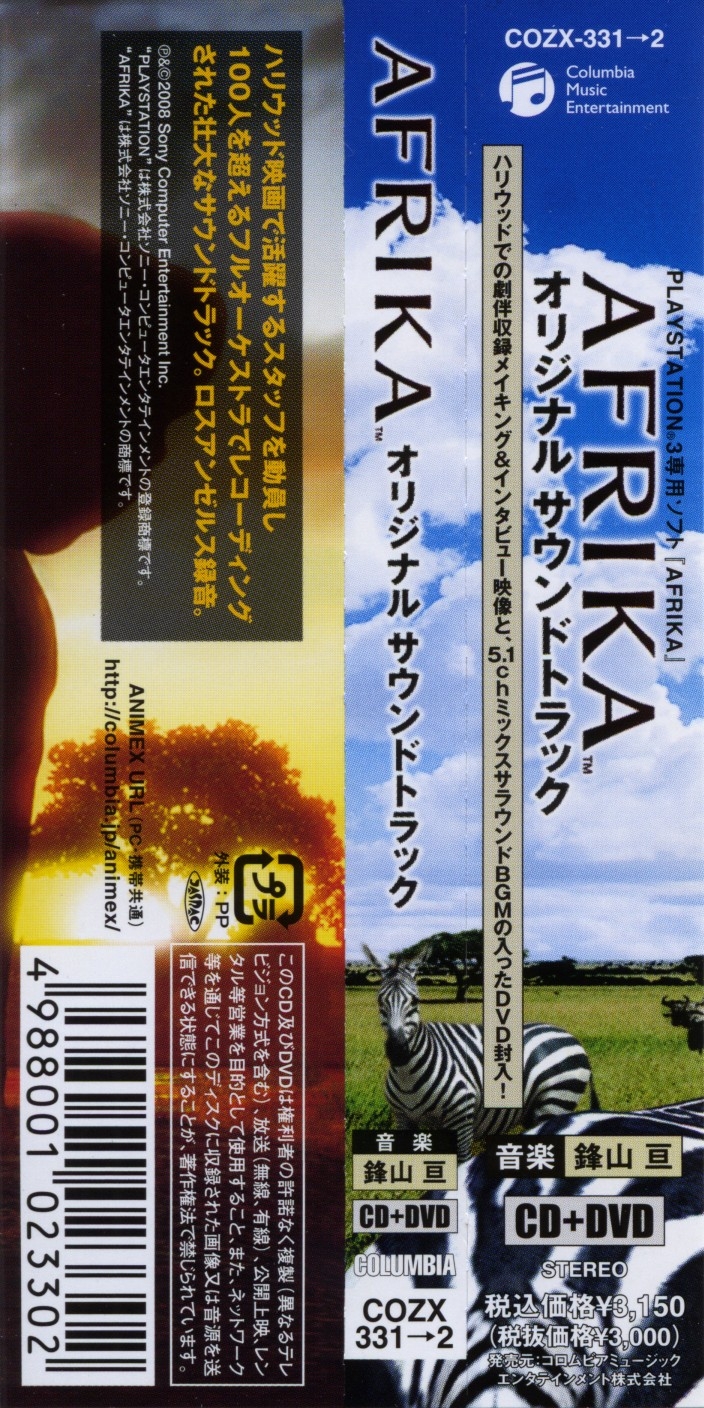 COZX-331→2
Columbia
Music
Entertainment
PLAYSTATION®3専用ソフト『AFRIKA』
AFRIKA™
オリジナル サウンドトラック
ハリウッドでの劇伴収録メイキング&インタビュー映像と、5.1chミックスサラウンドBGMの入ったDVD封入！
音楽 鋒山 亘
CD+DVD
STEREO
税込価格¥3,150
(税抜価格¥3,000)
発売元:コロムビアミュージック
エンタテインメント株式会社
AFRIKA™ オリジナル サウンドトラック
音楽
鋒山 亘
CD+DVD
COLUMBIA
COZX
331→2
ハリウッド映画で活躍するスタッフを動員し
100人を超えるフルオーケストラでレコーディング
された壮大なサウンドトラック。ロスアンゼルス録音。
℗&©2008 Sony Computer Entertainment Inc.
"PLAYSTATION"は株式会社ソニー・コンピュータエンタテインメントの登録商標です。
"AFRIKA"は株式会社ソニー・コンピュータエンタテインメントの商標です。
ANIMEX URL (PC・携帯共通)
http://columbia.jp/animex/
プラ
外装：PP
JASRAC
このCD及びDVDは権利者の許諾なく複製(異なるテレ
ビジョン方式を含む)、放送(無線、有線)、公開上映、レン
タル等営業を目的として使用すること、また、ネットワーク
等を通じてこのディスクに収録された画像又は音源を送
信できる状態にすることが、著作権法で禁じられています。
4 988001 023302